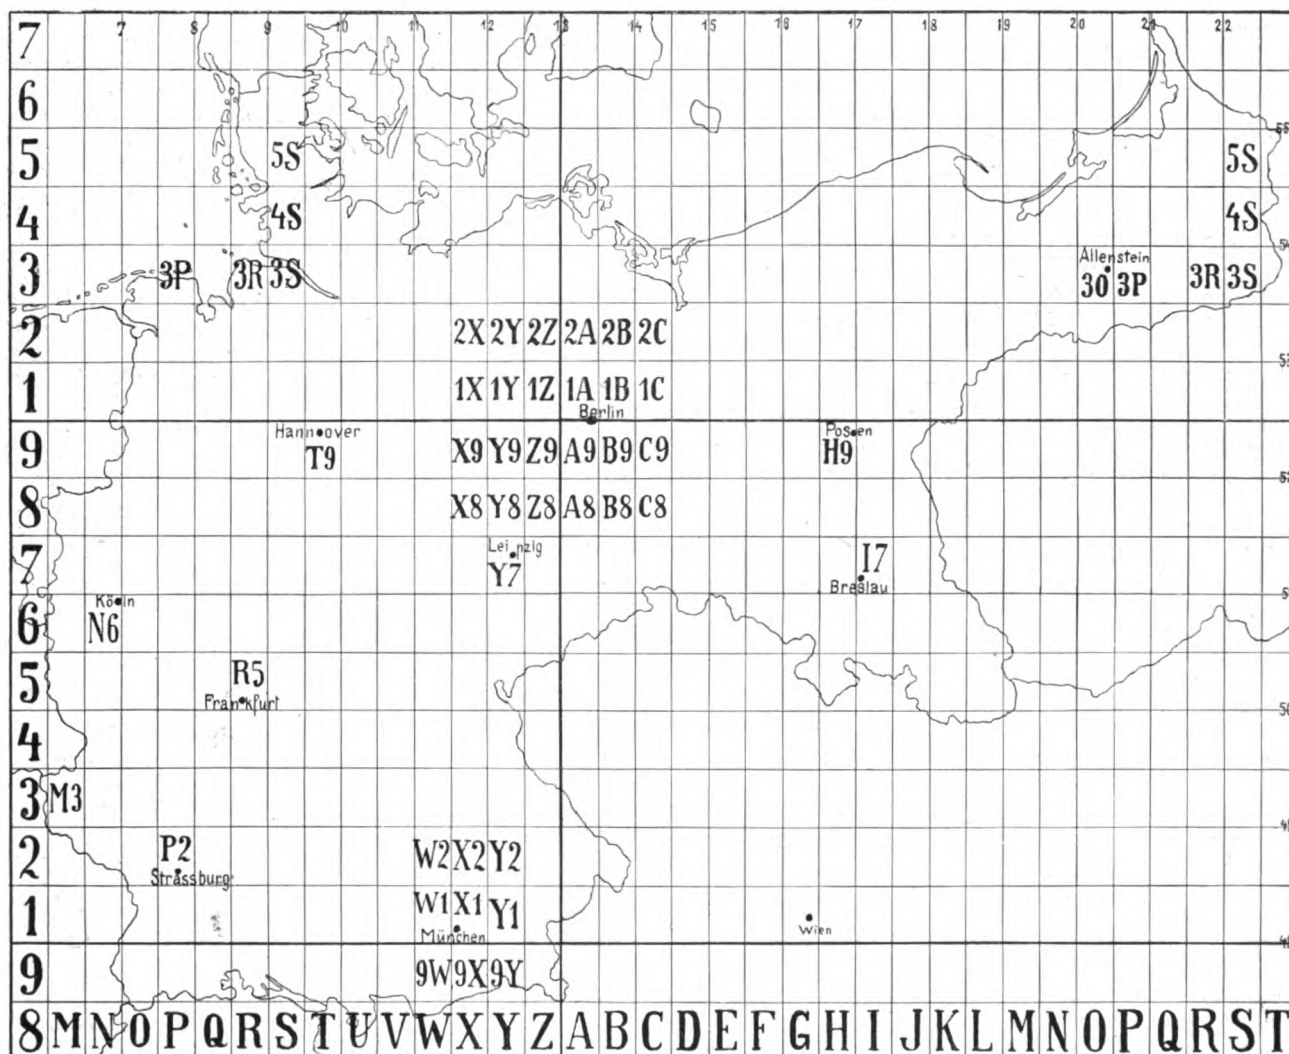 7 7 8 9 10 11 12 13 14 15 16 17 18 19 20 21 22
6
5 5S 5S 55
4 4S 4S
54
Allenstein
3 3P 3R 3S 3O 3P 3R 3S
2 2X 2Y 2Z 2A 2B 2C
53
1 1X 1Y 1Z 1A 1B 1C
Berlin
Hannover Posen
9 T9 X9 Y9 Z9 A9 B9 C9 H9
52
8 X8 Y8 Z8 A8 B8 C8
Leipzig
7 Y7 I7
Breslau
Köln
6 N6
5 R5
Frankfurt
50
4
3 M3
2 P2 W2 X2 Y2
Strassburg
1 W1 X1 Y1
München Wien
9 9W 9X 9Y
8 M N O P Q R S T U V W X Y Z A B C D E F G H I J K L M N O P Q R S T